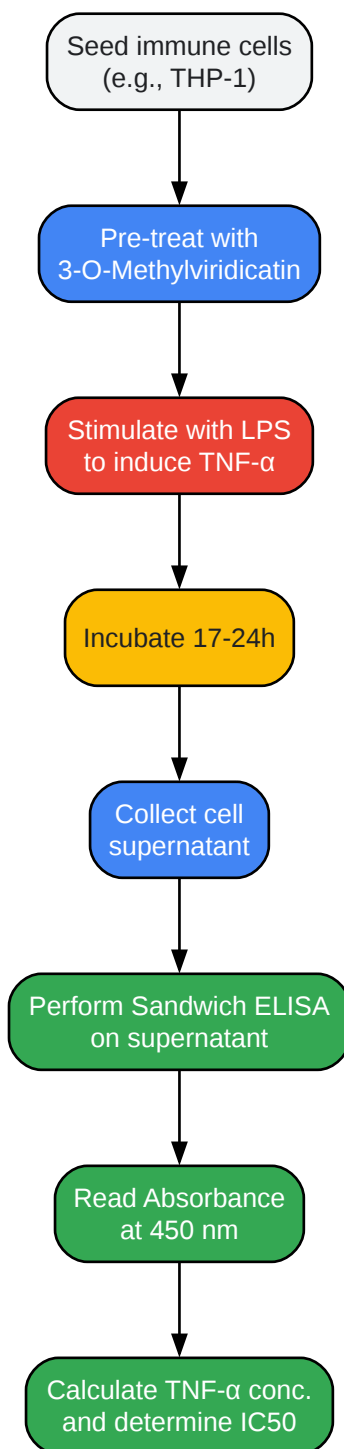 Seed immune cells
(e.g., THP-1)
Pre-treat with
3-O-Methylviridicatin
Stimulate with LPS
to induce TNF-α
Incubate 17-24h
Collect cell
supernatant
Perform Sandwich ELISA
on supernatant
Read Absorbance
at 450 nm
Calculate TNF-α conc.
and determine IC50